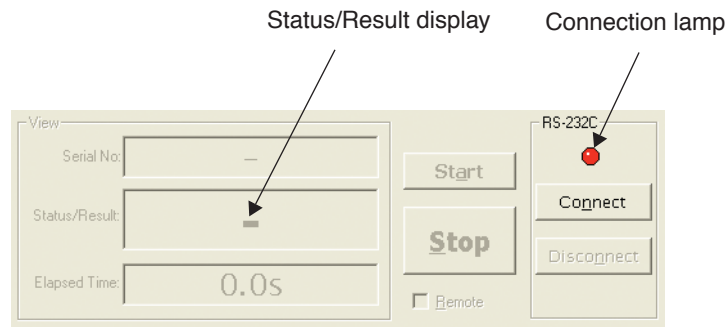 Status/Result display
Connection lamp
View
Serial No:
–
Status/Result:
–
Elapsed Time:
0.0s
Start
Stop
Remote
RS-232C
Connect
Disconnect